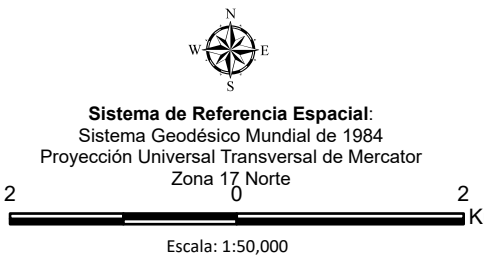 N
W E
S
Sistema de Referencia Espacial:
Sistema Geodésico Mundial de 1984
Proyección Universal Transversal de Mercator
Zona 17 Norte
2 0 2
K
Escala: 1:50,000